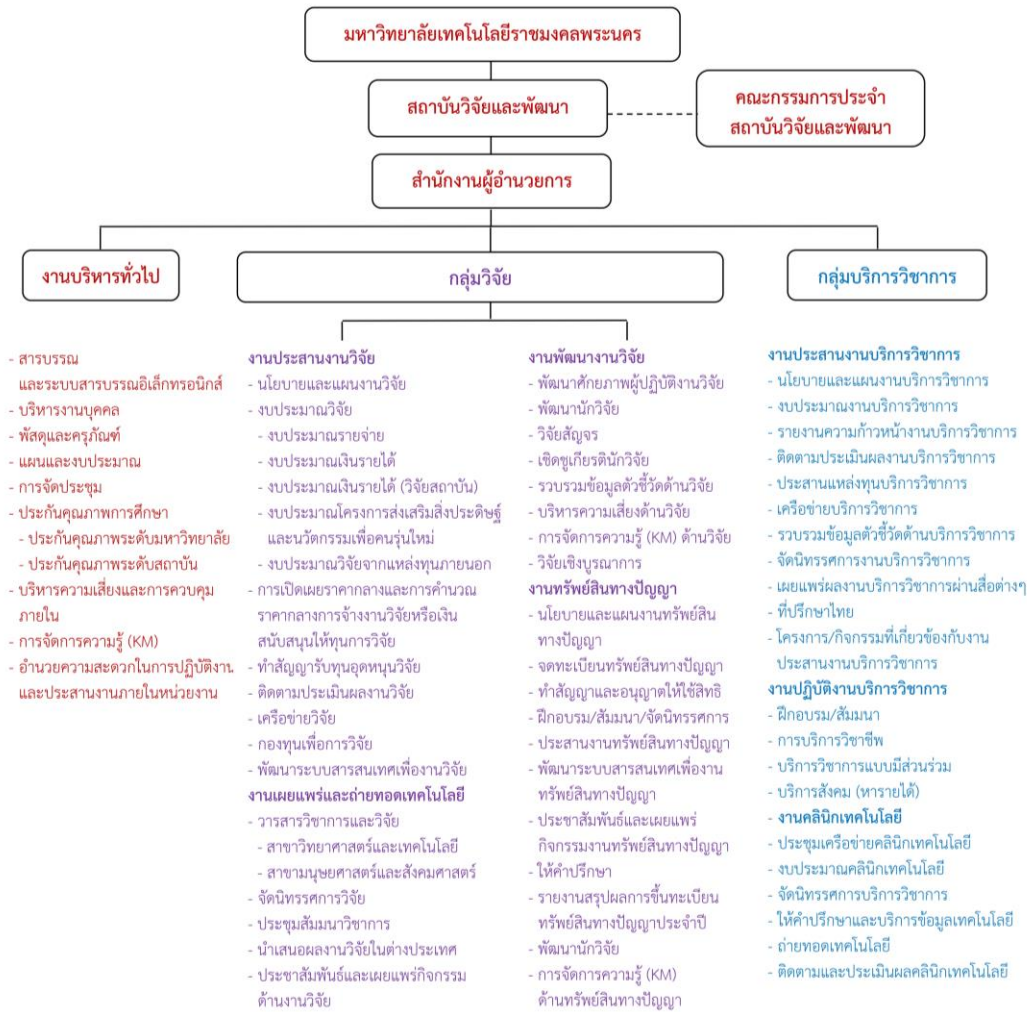 มหาวิทยาลัยเทคโนโลยีราชมงคลพระนคร
สถาบันวิจัยและพัฒนา
คณะกรรมการประจำ
สถาบันวิจัยและพัฒนา
สำนักงานผู้อำนวยการ
งานบริหารทั่วไป
- สารบรรณ
และระบบสารบรรณอิเล็กทรอนิกส์
- บริหารงานบุคคล
- พัสดุและครุภัณฑ์
- แผนและงบประมาณ
- การจัดประชุม
- ประกันคุณภาพการศึกษา
- ประกันคุณภาพระดับมหาวิทยาลัย
- ประกันคุณภาพระดับสถาบัน
- บริหารความเสี่ยงและการควบคุม
ภายใน
- การจัดการความรู้ (KM)
- อำนวยความสะดวกในการปฏิบัติงาน
และประสานงานภายในหน่วยงาน
กลุ่มวิจัย
งานประสานงานวิจัย
- นโยบายและแผนงานวิจัย
- งบประมาณวิจัย
- งบประมาณรายจ่าย
- งบประมาณเงินรายได้
- งบประมาณเงินรายได้ (วิจัยสถาบัน)
- งบประมาณโครงการส่งเสริมสิ่งประดิษฐ์
และนวัตกรรมเพื่อคนรุ่นใหม่
- งบประมาณวิจัยจากแหล่งทุนภายนอก
- การเปิดเผยราคากลางและการคำนวณ
ราคากลางการจ้างงานวิจัยหรือเงิน
สนับสนุนให้ทุนการวิจัย
- ทำสัญญารับทุนอุดหนุนวิจัย
- ติดตามประเมินผลงานวิจัย
- เครือข่ายวิจัย
- กองทุนเพื่อการวิจัย
- พัฒนาระบบสารสนเทศเพื่องานวิจัย
งานเผยแพร่และถ่ายทอดเทคโนโลยี
- วารสารวิชาการและวิจัย
- สาขาวิทยาศาสตร์และเทคโนโลยี
- สาขามนุษยศาสตร์และสังคมศาสตร์
- จัดนิทรรศการวิจัย
- ประชุมสัมมนาวิชาการ
- นำเสนอผลงานวิจัยในต่างประเทศ
- ประชาสัมพันธ์และเผยแพร่กิจกรรม
ด้านงานวิจัย
งานพัฒนางานวิจัย
- พัฒนาศักยภาพผู้ปฏิบัติงานวิจัย
- พัฒนานักวิจัย
- วิจัยสัญจร
- เชิดชูเกียรตินักวิจัย
- รวบรวมข้อมูลตัวชี้วัดด้านวิจัย
- บริหารความเสี่ยงด้านวิจัย
- การจัดการความรู้ (KM) ด้านวิจัย
- วิจัยเชิงบูรณาการ
งานทรัพย์สินทางปัญญา
- นโยบายและแผนงานทรัพย์สิน
ทางปัญญา
- จดทะเบียนทรัพย์สินทางปัญญา
- ทำสัญญาและอนุญาตให้ใช้สิทธิ
- ฝึกอบรม/สัมมนา/จัดนิทรรศการ
- ประสานงานทรัพย์สินทางปัญญา
- พัฒนาระบบสารสนเทศเพื่องาน
ทรัพย์สินทางปัญญา
- ประชาสัมพันธ์และเผยแพร่
กิจกรรมงานทรัพย์สินทางปัญญา
- ให้คำปรึกษา
- รายงานสรุปผลการขึ้นทะเบียน
ทรัพย์สินทางปัญญาประจำปี
- พัฒนานักวิจัย
- การจัดการความรู้ (KM)
ด้านทรัพย์สินทางปัญญา
กลุ่มบริการวิชาการ
งานประสานงานบริการวิชาการ
- นโยบายและแผนงานบริการวิชาการ
- งบประมาณงานบริการวิชาการ
- รายงานความก้าวหน้างานบริการวิชาการ
- ติดตามประเมินผลงานบริการวิชาการ
- ประสานแหล่งทุนบริการวิชาการ
- เครือข่ายบริการวิชาการ
- รวบรวมข้อมูลตัวชี้วัดด้านบริการวิชาการ
- จัดนิทรรศการงานบริการวิชาการ
- เผยแพร่ผลงานบริการวิชาการผ่านสื่อต่างๆ
- ที่ปรึกษาไทย
- โครงการ/กิจกรรมที่เกี่ยวข้องกับงาน
ประสานงานบริการวิชาการ
งานปฏิบัติงานบริการวิชาการ
- ฝึกอบรม/สัมมนา
- การบริการวิชาชีพ
- บริการวิชาการแบบมีส่วนร่วม
- บริการสังคม (หารายได้)
- งานคลินิกเทคโนโลยี
- ประชุมเครือข่ายคลินิกเทคโนโลยี
- งบประมาณคลินิกเทคโนโลยี
- จัดนิทรรศการบริการวิชาการ
- ให้คำปรึกษาและบริการข้อมูลเทคโนโลยี
- ถ่ายทอดเทคโนโลยี
- ติดตามและประเมินผลคลินิกเทคโนโลยี